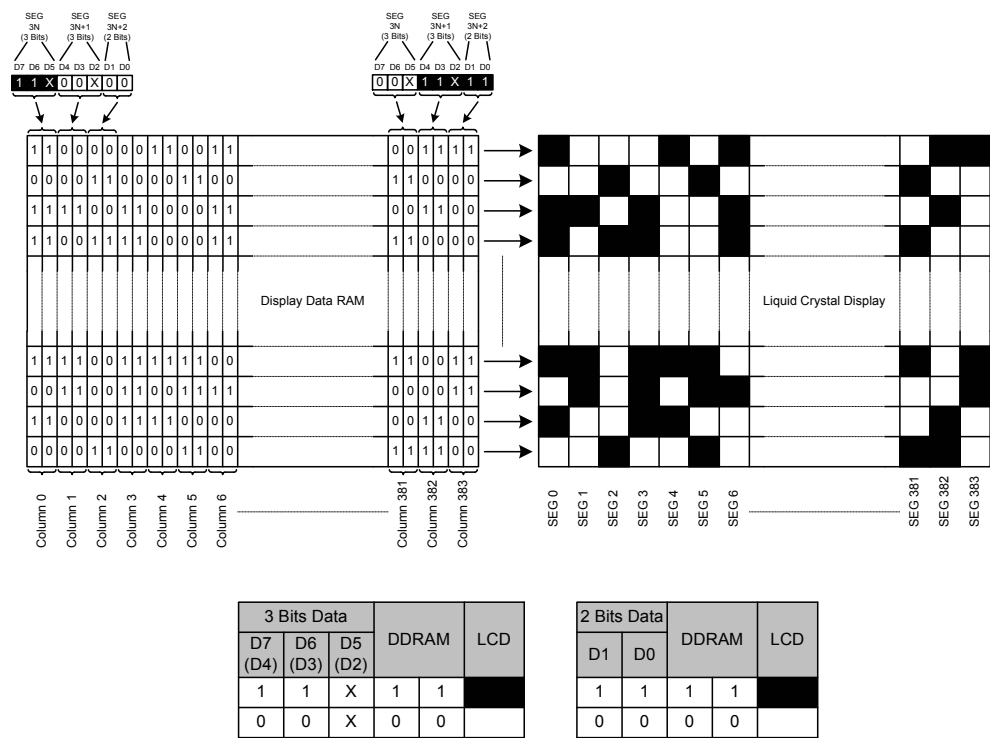 SEG SEG SEG SEG SEG SEG
3N 3N+1 3N+2 3N 3N+1 3N+2
(3 Bits) (3 Bits) (2 Bits) (3 Bits) (3 Bits) (2 Bits)
D7 D6 D5 D4 D3 D2 D1 D0 D7 D6 D5 D4 D3 D2 D1 D0
1 1 X 0 0 X 0 0 0 0 X 1 1 X 1 1
1 1 0 0 0 0 0 0 1 1 0 0 1 1 0 0 1 1 1 1
0 0 0 0 1 1 0 0 0 0 1 1 0 0 1 1 0 0 0 0
1 1 1 1 0 0 1 1 0 0 0 0 1 1 0 0 1 1 0 0
1 1 0 0 1 1 1 1 0 0 0 0 1 1 1 1 0 0 0 0
Display Data RAM Liquid Crystal Display
1 1 1 1 0 0 1 1 1 1 1 1 0 0 1 1 0 0 1 1
0 0 1 1 0 0 1 1 0 0 1 1 1 1 0 0 0 0 1 1
1 1 0 0 0 0 1 1 1 1 0 0 0 0 0 0 1 1 0 0
0 0 0 0 1 1 0 0 0 0 1 1 0 0 1 1 1 1 0 0
Column 0
Column 1
Column 2
Column 3
Column 4
Column 5
Column 6
Column 381
Column 382
Column 383
SEG 0
SEG 1
SEG 2
SEG 3
SEG 4
SEG 5
SEG 6
SEG 381
SEG 382
SEG 383
3 Bits Data DDRAM LCD
D7 D6 D5
(D4) (D3) (D2)
1 1 X 1 1
0 0 X 0 0
2 Bits Data DDRAM LCD
D1 D0
1 1 1 1
0 0 0 0